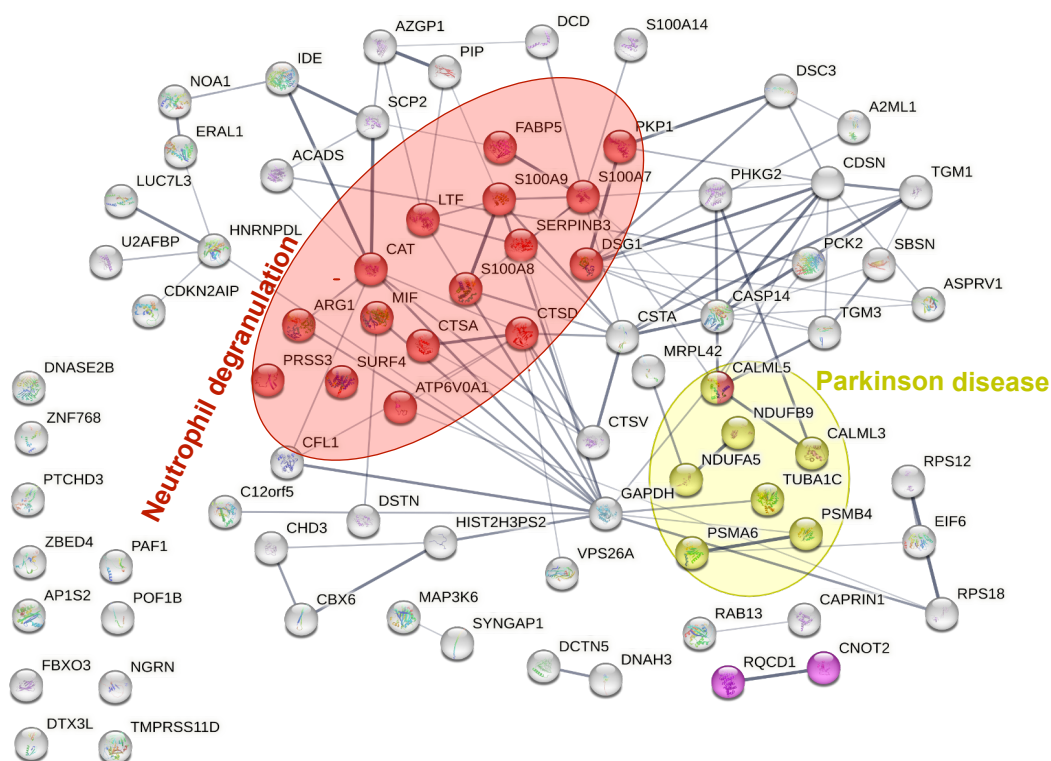 DCD
S100A14
AZGP1
PIP
IDE
DSC3
NOA1
SCP2
A2ML1
ERAL1
FABP5
PKP1
ACADS
CDSN
TGM1
LUC7L3
S100A9
S100A7
PHKG2
LTF
SERPINB3
HNRNPDL
U2AFBP
DSG1
PCK2
SBSN
CAT
S100A8
CDKN2AIP
ASPRV1
ARG1
MIF
CASP14
CTSD
CSTA
TGM3
CTSA
Neutrophil degranulation
MRPL42
PRSS3
SURF4
CALML5
Parkinson disease
DNASE2B
ATP6V0A1
NDUFB9
ZNF768
CTSV
CALML3
CFL1
NDUFA5
PTCHD3
TUBA1C
RPS12
C12orf5
GAPDH
DSTN
PSMB4
EIF6
CHD3
HIST2H3PS2
PSMA6
ZBED4
PAF1
VPS26A
AP1S2
POF1B
CBX6
MAP3K6
CAPRIN1
RPS18
RAB13
SYNGAP1
FBXO3
NGRN
DCTN5
DNAH3
RQCD1
CNOT2
DTX3L
TMPRSS11D